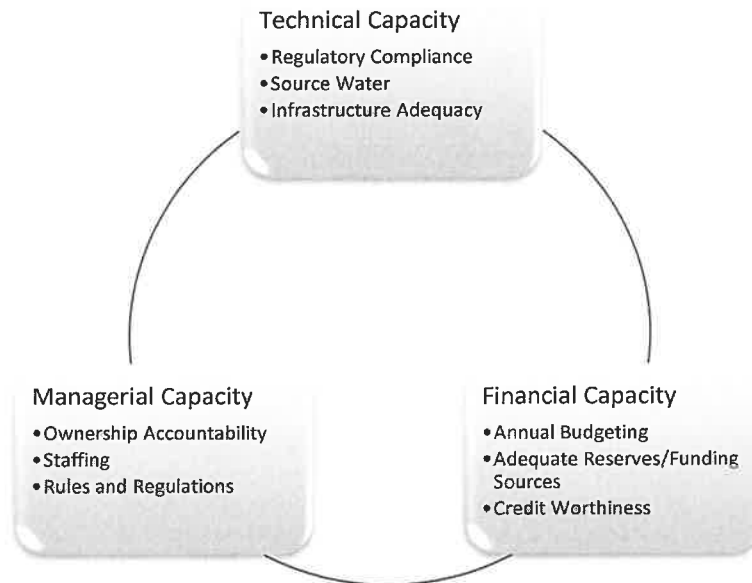 Technical Capacity
•Regulatory Compliance
•Source Water
•Infrastructure Adequacy
Managerial Capacity
•Ownership Accountability
•Staffing
•Rules and Regulations
Financial Capacity
•Annual Budgeting
•Adequate Reserves/Funding
Sources
•Credit Worthiness